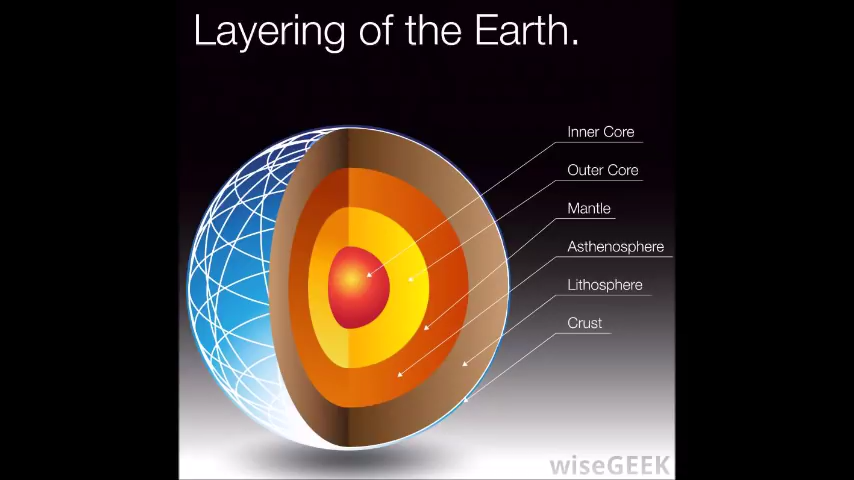 Layering of the Earth.
Inner Core
Outer Core
Mantle
Asthenosphere
Lithosphere
Crust
wiseGEEK